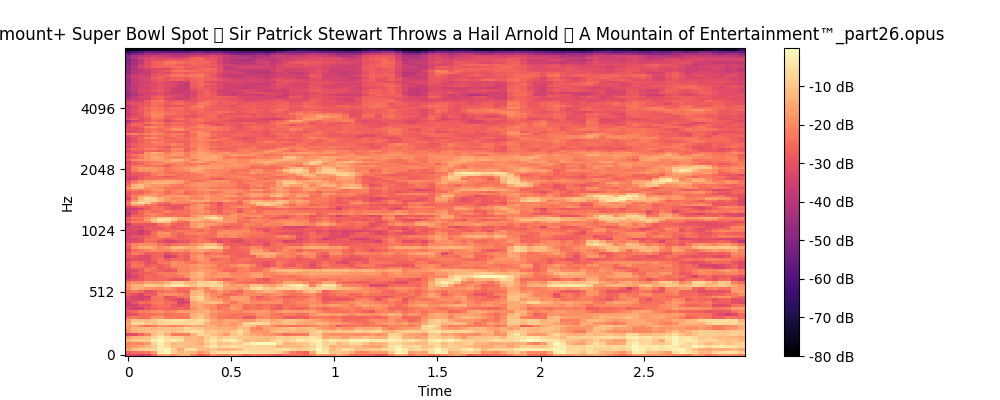 mount+ Super Bowl Spot ▯ Sir Patrick Stewart Throws a Hail Arnold ▯ A Mountain of Entertainment™_part26.opus
4096
2048
1024
512
0
Hz
0
0.5
1
1.5
2
2.5
Time
-10 dB
-20 dB
-30 dB
-40 dB
-50 dB
-60 dB
-70 dB
-80 dB